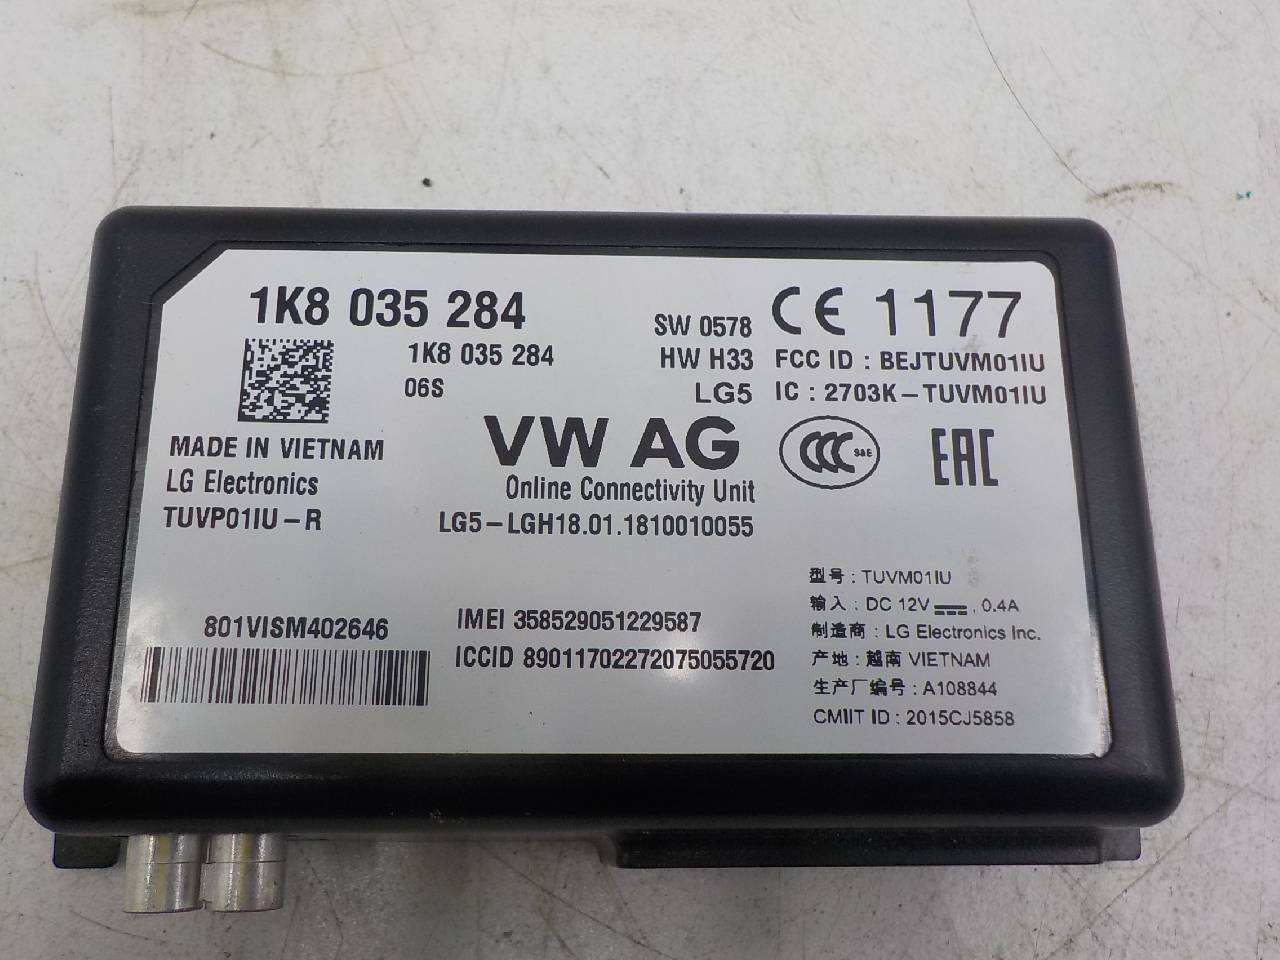 1K8 035 284
1K8 035 284
06S
SW 0578
HW H33
LG5
CE 1177
FCC ID : BEJTUVM01IU
IC : 2703K-TUVM01IU
MADE IN VIETNAM
LG Electronics
TUVP01IU-R
VW AG
Online Connectivity Unit
LG5-LGH18.01.1810010055
CCC S&E
EAC
801VISM402646
IMEI 358529051229587
ICCID 89011702272075055720
型号 : TUVM01IU
输入 : DC 12V ⎓, 0.4A
制造商 : LG Electronics Inc.
产地 : 越南 VIETNAM
生产厂编号 : A108844
CMIIT ID : 2015CJ5858